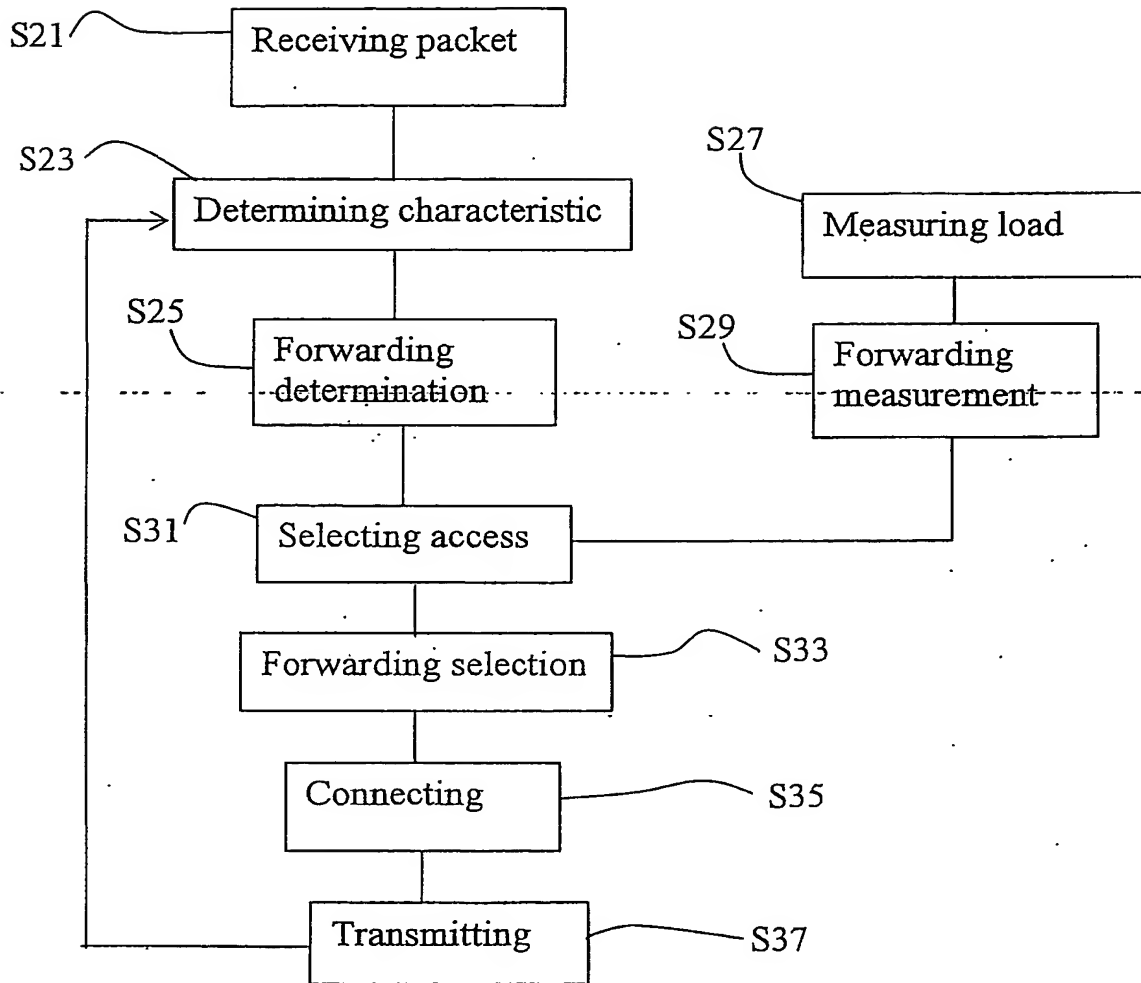 S21
Receiving packet
S23
Determining characteristic
S27
Measuring load
S25
Forwarding
determination
S29
Forwarding
measurement
S31
Selecting access
Forwarding selection
S33
Connecting
S35
Transmitting
S37